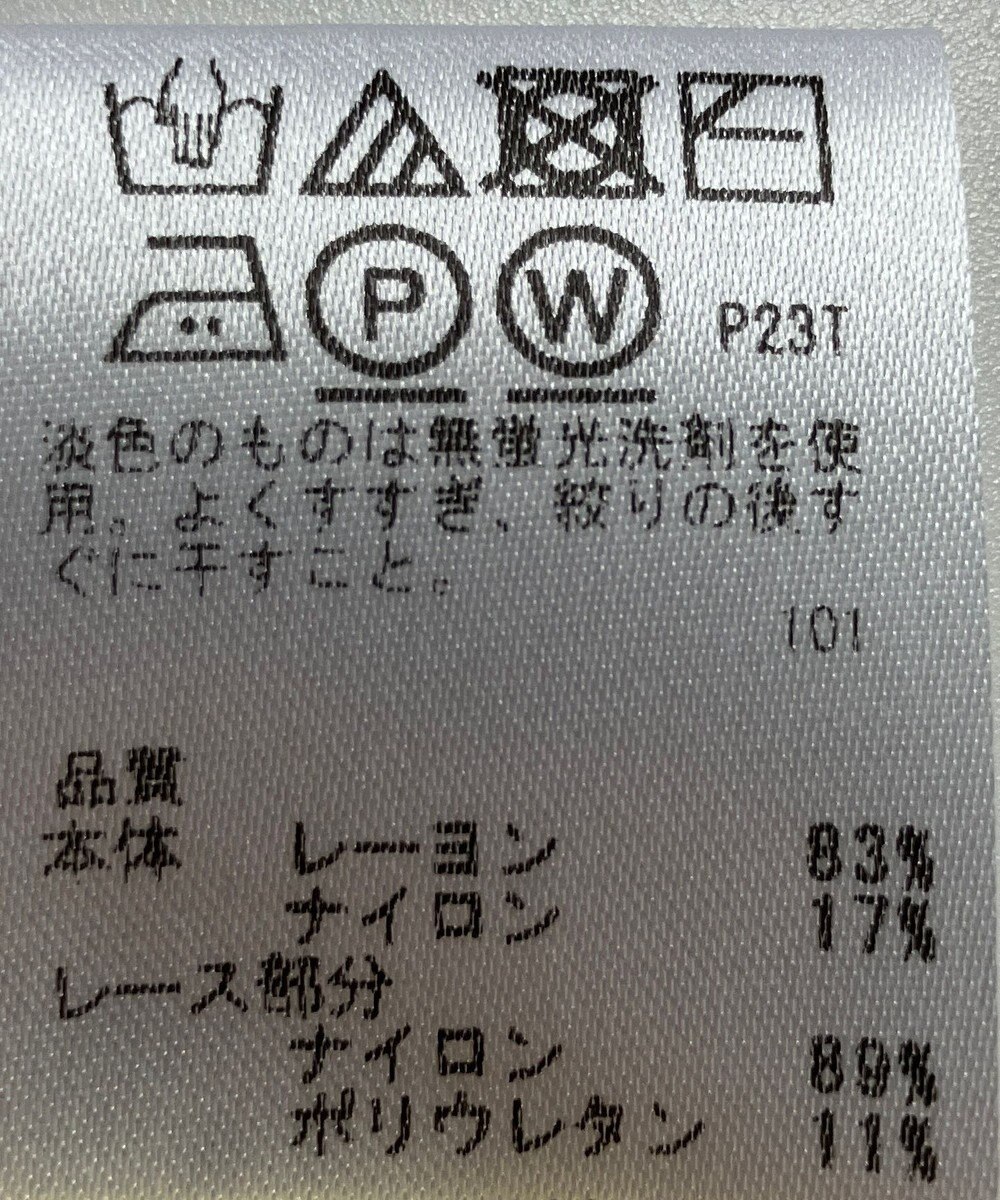 P
W
P23T
淡色のものは無蛍光洗剤を使
用。よくすすぎ、絞りの後す
ぐに干すこと。
101
品質
本体 レーヨン 83%
ナイロン 17%
レース部分
ナイロン 89%
ポリウレタン 11%